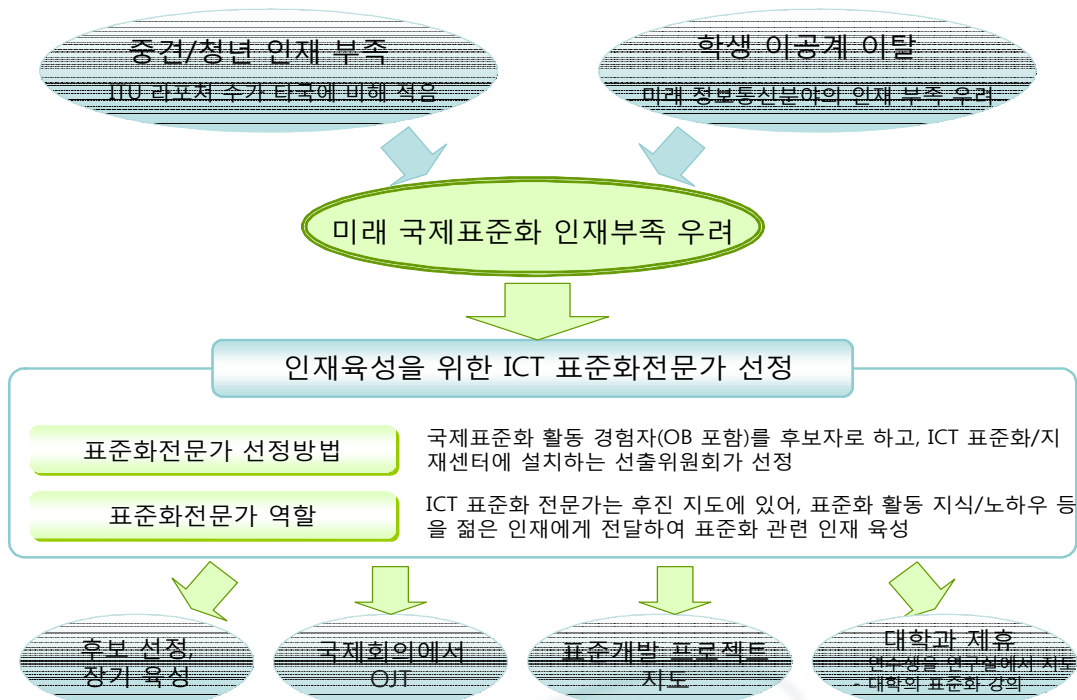 중견/청년 인재 부족
ITU 라포쳐 수가 타국에 비해 적음
학생 이공계 이탈
미래 정보통신분야의 인재 부족 우려
미래 국제표준화 인재부족 우려
인재육성을 위한 ICT 표준화전문가 선정
표준화전문가 선정방법
국제표준화 활동 경험자(OB 포함)를 후보자로 하고, ICT 표준화/지
재센터에 설치하는 선출위원회가 선정
표준화전문가 역할
ICT 표준화 전문가는 후진 지도에 있어, 표준화 활동 지식/노하우 등
을 젊은 인재에게 전달하여 표준화 관련 인재 육성
후보 선정,
장기 육성
국제회의에서
OJT
표준개발 프로젝트
지도
대학과 제휴
- 연수생을 연구실에서 지도
- 대학의 표준화 강의